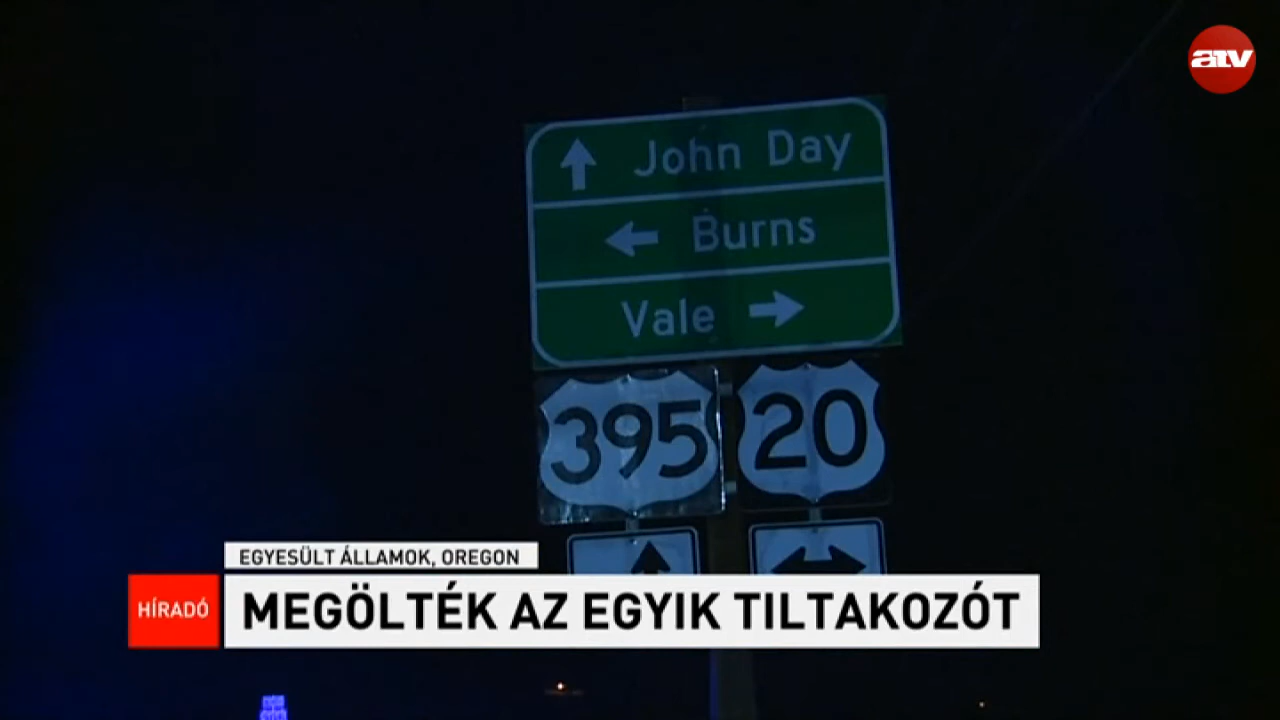 atv
John Day
Burns
Vale
395
20
EGYESÜLT ÁLLAMOK, OREGON
HÍRADÓ
MEGÖLTÉK AZ EGYIK TILTAKOZÓT